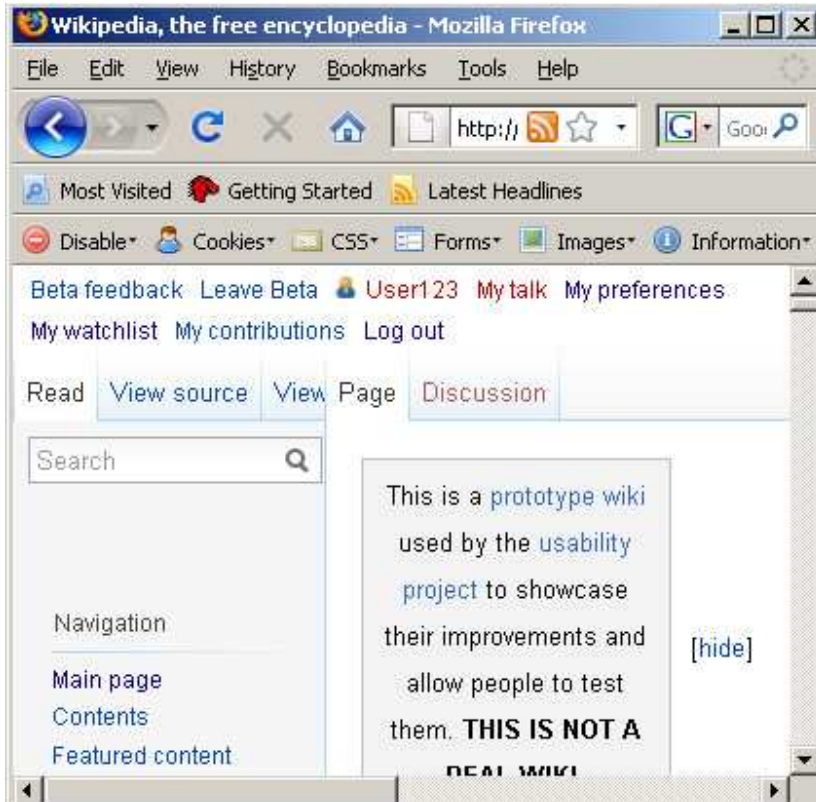 Wikipedia, the free encyclopedia - Mozilla Firefox
File Edit View History Bookmarks Tools Help
http:/
Most Visited Getting Started Latest Headlines
Disable Cookies CSS Forms Images Information
Beta feedback Leave Beta User123 My talk My preferences
My watchlist My contributions Log out
Read View source View Page Discussion
Search
This is a prototype wiki
used by the usability
project to showcase
their improvements and
allow people to test
them. THIS IS NOT A
REAL WIKI
[hide]
Navigation
Main page
Contents
Featured content